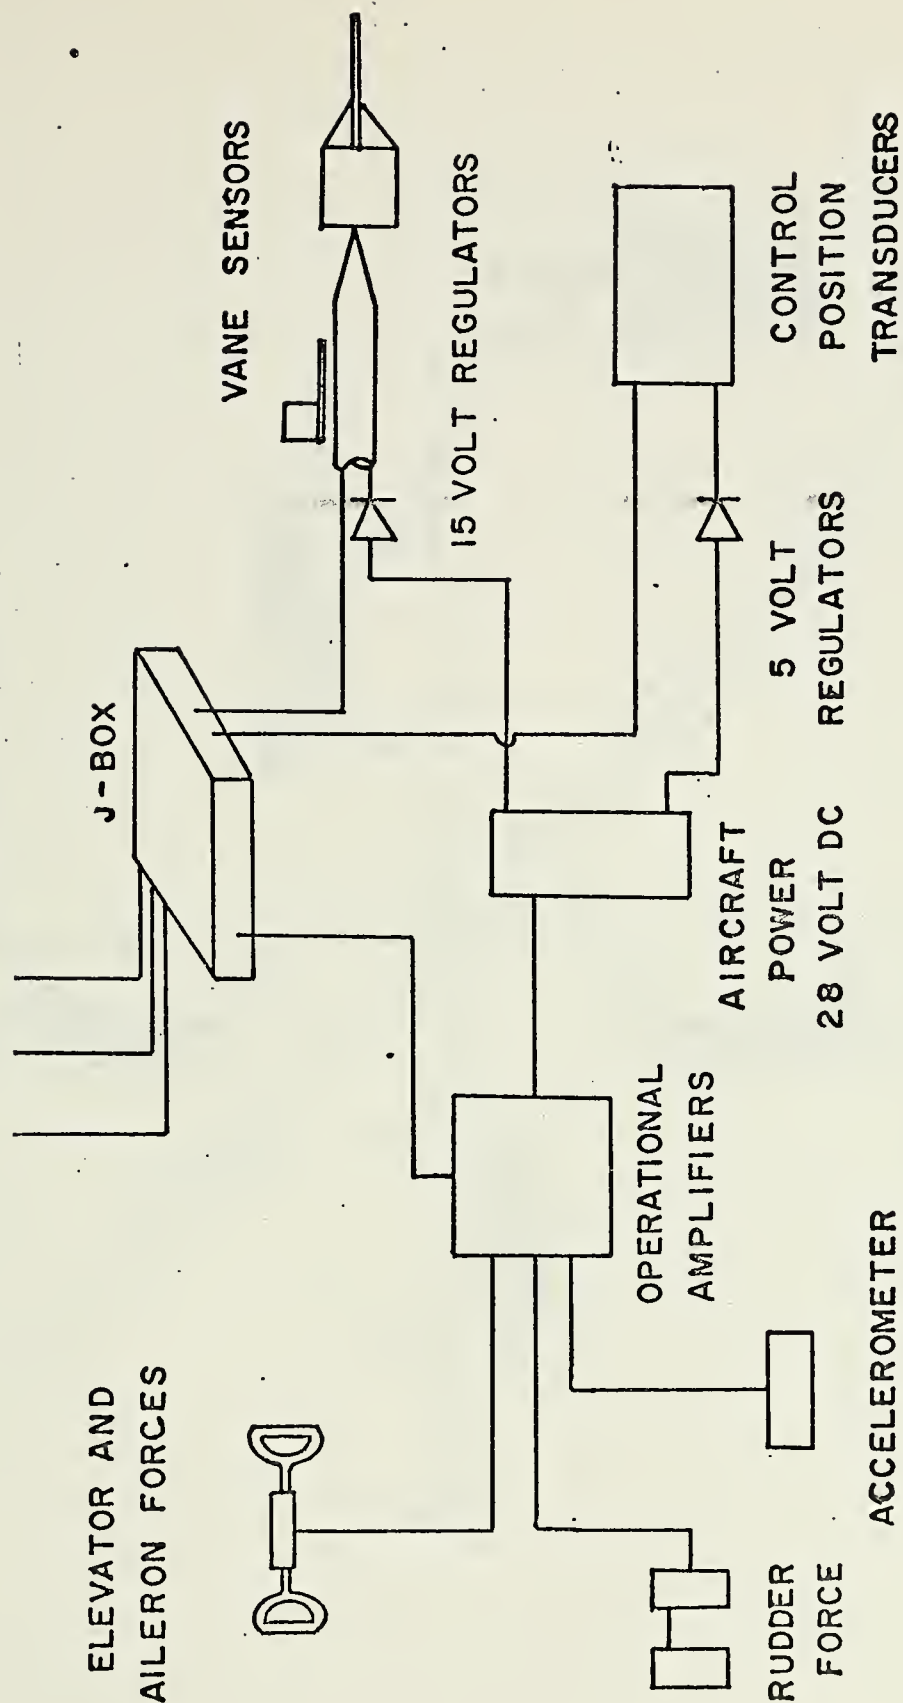 ELEVATOR AND
AILERON FORCES
J-BOX
VANE SENSORS
15 VOLT REGULATORS
OPERATIONAL
AMPLIFIERS
AIRCRAFT
POWER
28 VOLT DC
5 VOLT
REGULATORS
CONTROL
POSITION
TRANSDUCERS
RUDDER
FORCE
ACCELEROMETER